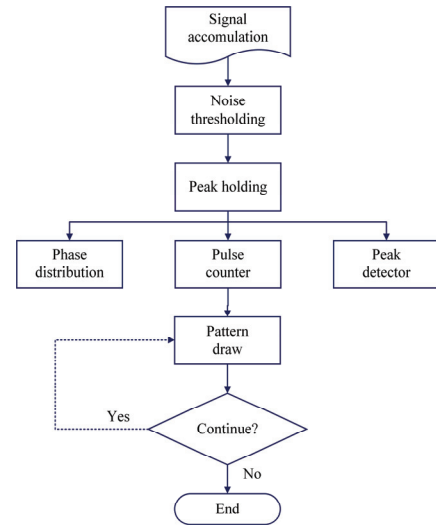 Signal
accomulation
Noise
thresholding
Peak holding
Phase
distribution
Pulse
counter
Peak
detector
Pattern
draw
Yes
Continue?
No
End